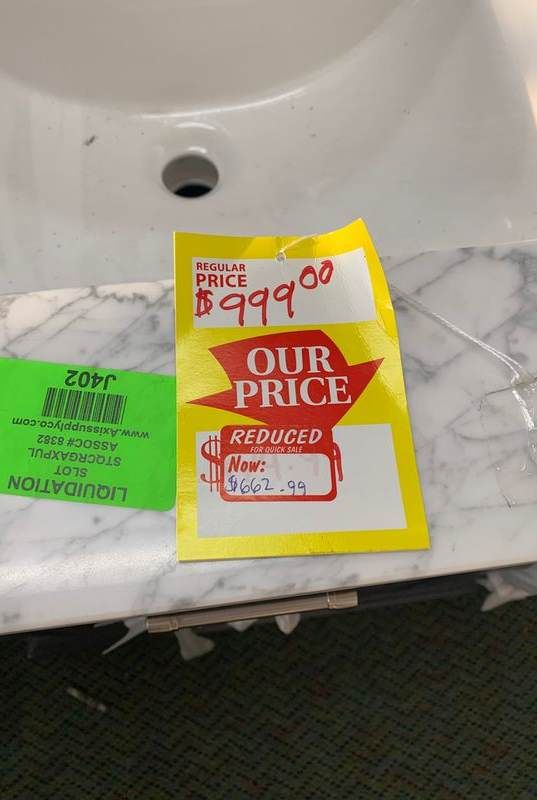 REGULAR
PRICE
$999.00
OUR
PRICE
$
REDUCED
FOR QUICK SALE
Now:
$662.99
LIQUIDATION
SLOT
STQCRG6AXPUL
ASSOC# 8382
www.axissupplyco.com
J402